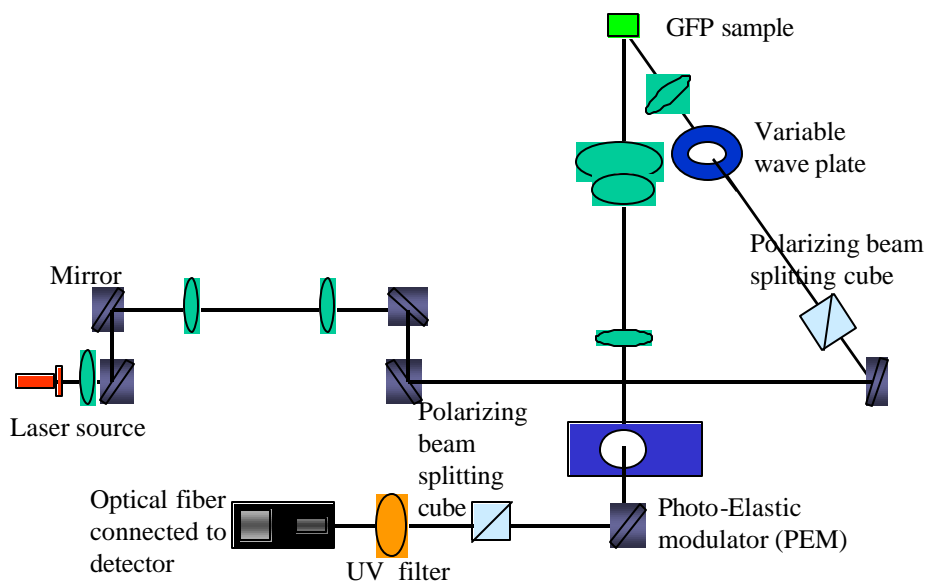 GFP sample
Variable
wave plate
Polarizing beam
splitting cube
Mirror
Laser source
Polarizing
beam
splitting
cube
Optical fiber
connected to
detector
UV filter
Photo-Elastic
modulator (PEM)